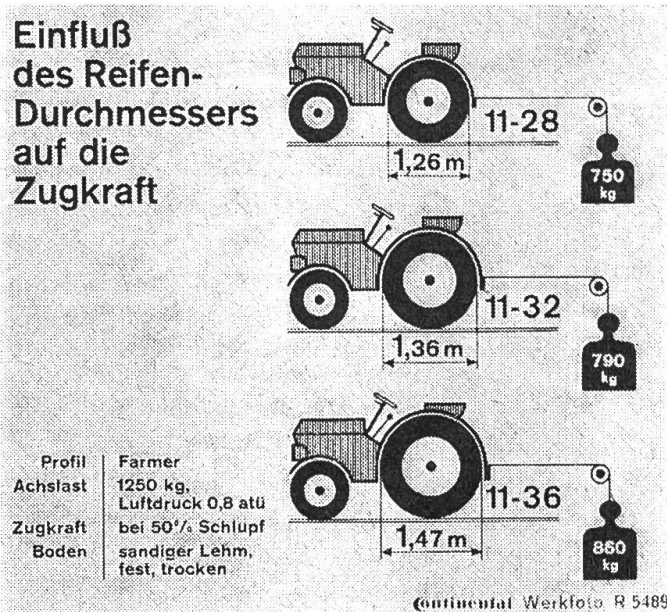 Einfluß
des Reifen-
Durchmessers
auf die
Zugkraft
11-28
1,26 m
750
kg
11-32
1,36 m
790
kg
11-36
1,47 m
860
kg
Profil Farmer
Achslast 1250 kg,
Luftdruck 0,8 atü
Zugkraft bei 50% Schlupf
Boden sandiger Lehm,
fest, trocken
Continental Werkfoto R 5489